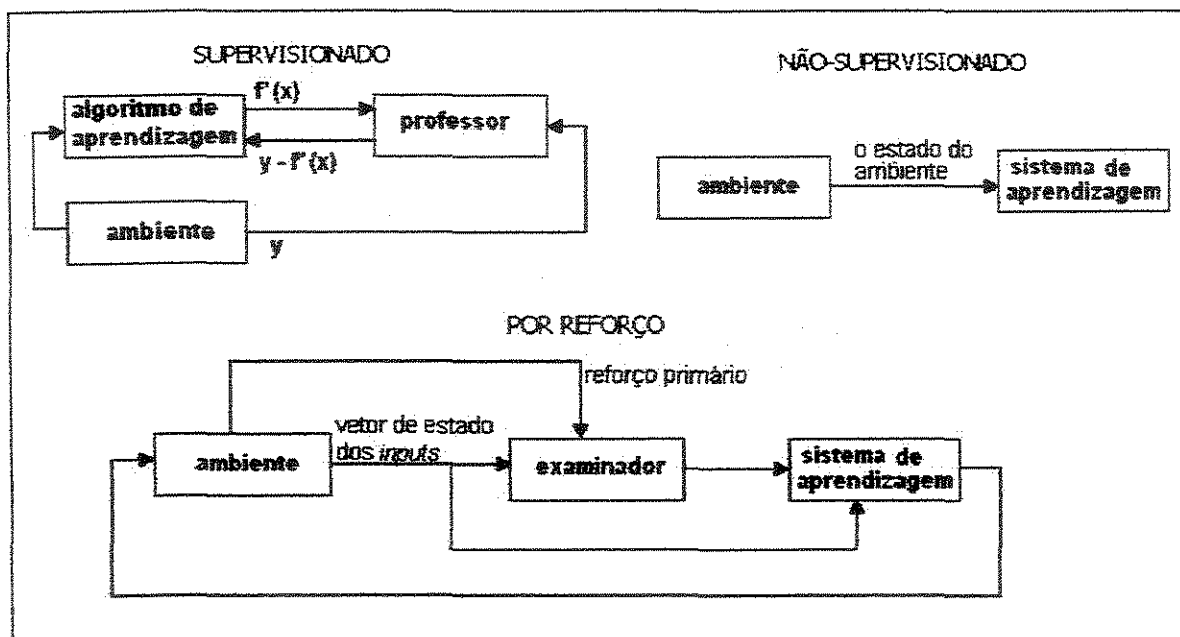 SUPERVISIONADO
f'(x)
algoritmo de
aprendizagem
professor
y - f'(x)
ambiente
y
NÃO-SUPERVISIONADO
o estado do
ambiente
ambiente
sistema de
aprendizagem
POR REFORÇO
reforço primário
vetor de estado
dos inputs
ambiente
examinador
sistema de
aprendizagem